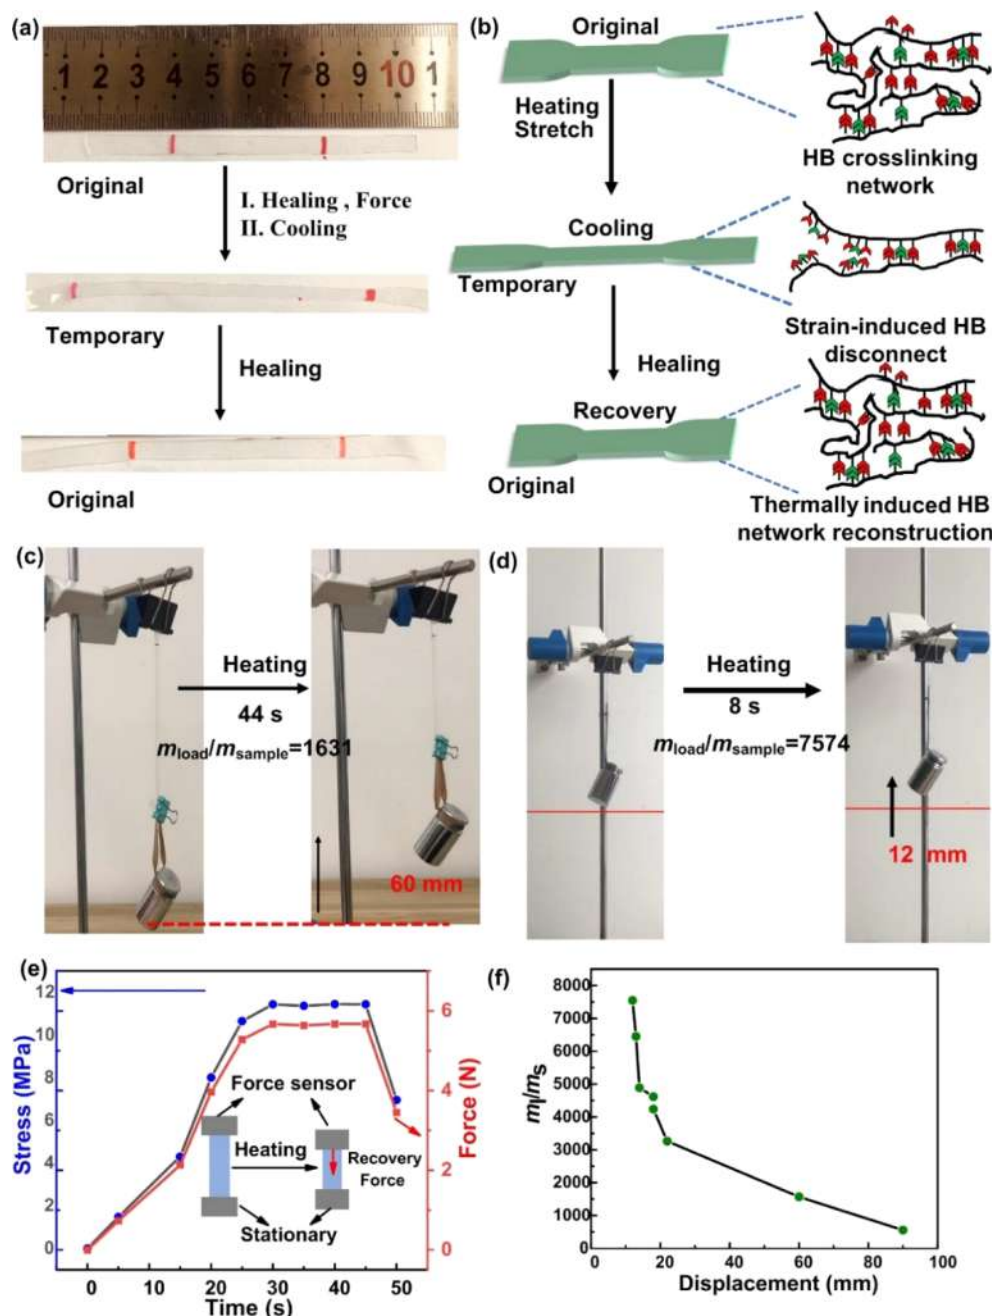 (a)
1 2 3 4 5 6 7 8 9 10 1
Original
I. Healing , Force
II. Cooling
Temporary
Healing
Original
(b)
Original
Heating
Stretch
HB crosslinking
network
Cooling
Temporary
Strain-induced HB
disconnect
Healing
Recovery
Original
Thermally induced HB
network reconstruction
(c)
Heating
44 s
mload/msample=1631
60 mm
(d)
Heating
8 s
mload/msample=7574
12 mm
(e)
Stress (MPa)
12
10
8
6
4
2
0
Force (N)
6
4
2
0
Force sensor
Heating
Recovery
Force
Stationary
0 10 20 30 40 50
Time (s)
(f)
ml/ms
8000
7000
6000
5000
4000
3000
2000
1000
0
0 20 40 60 80 100
Displacement (mm)